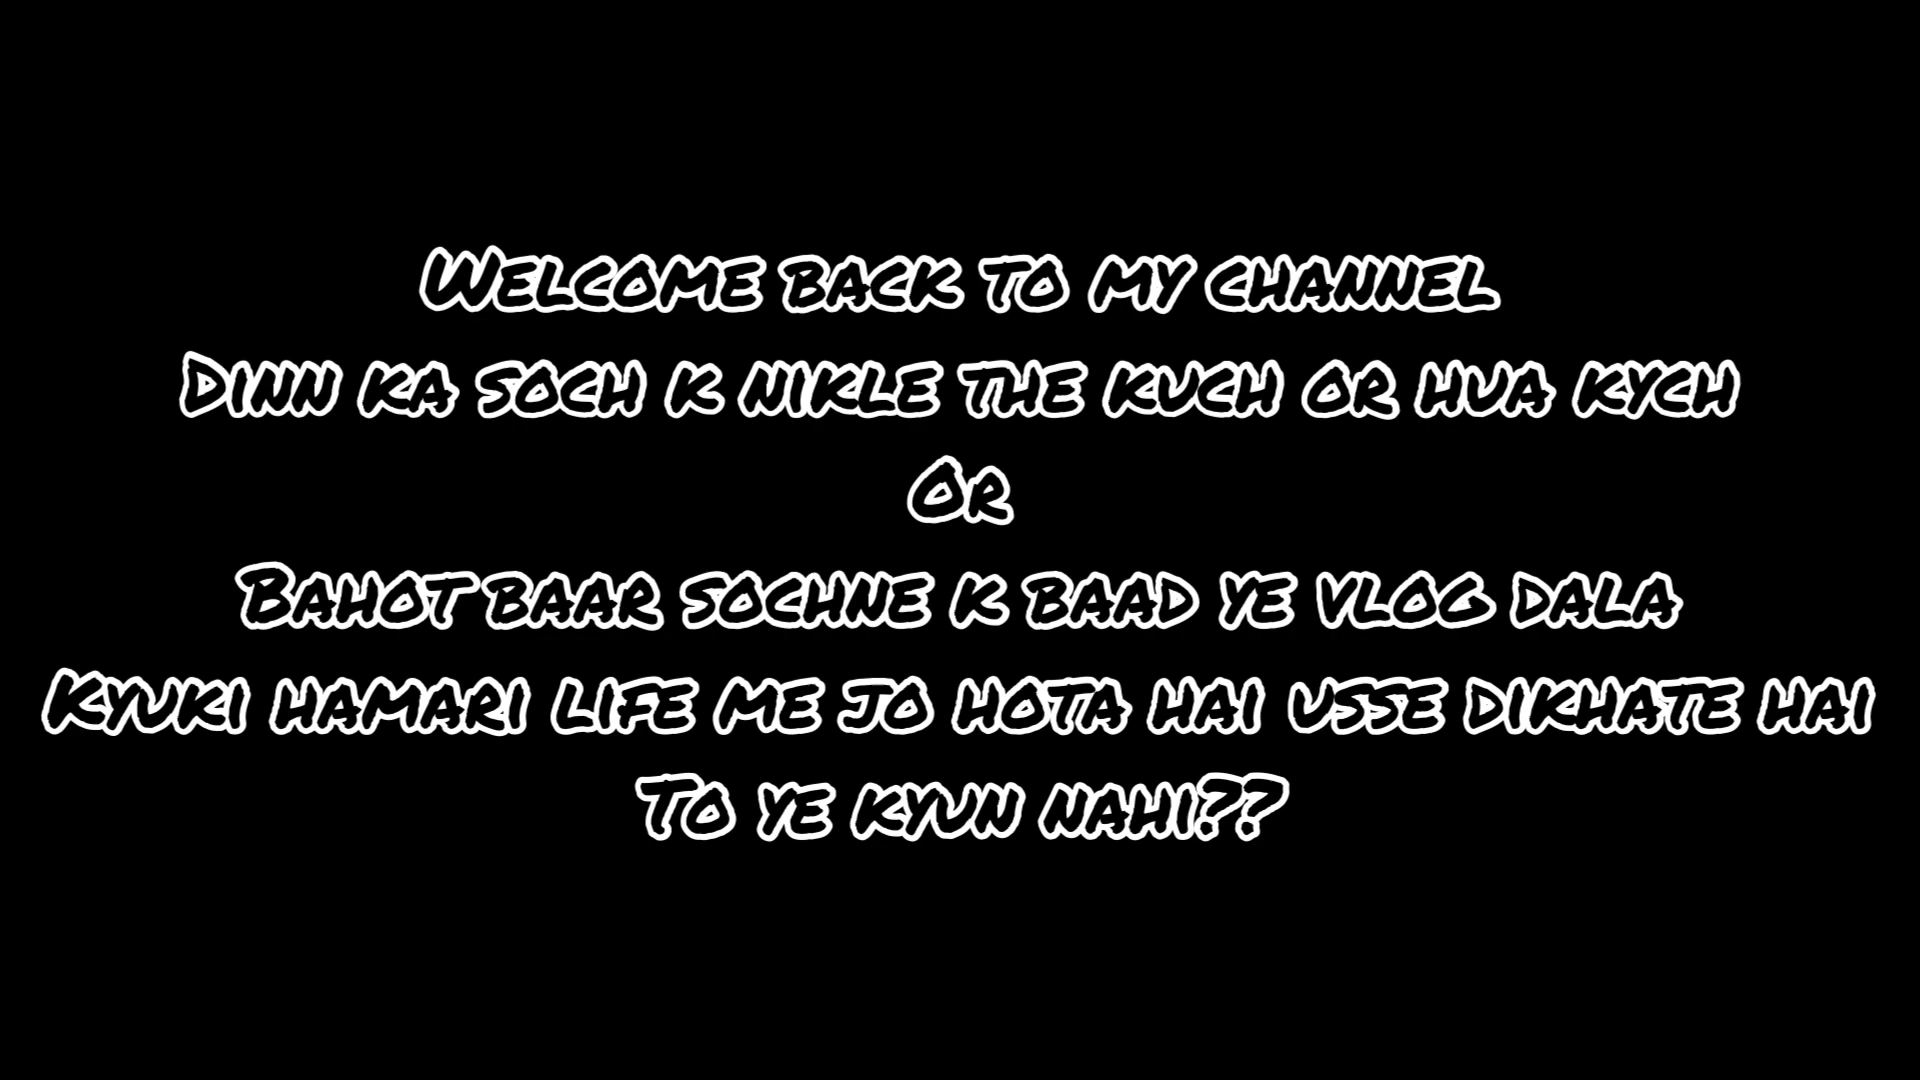 Welcome back to my channel
Dinn ka soch k nikle the kuch or hua kych
Or
Bahot baar sochne k baad ye vlog dala
Kyuki hamari life me jo hota hai usse dikhate hai
To ye kyun nahi??